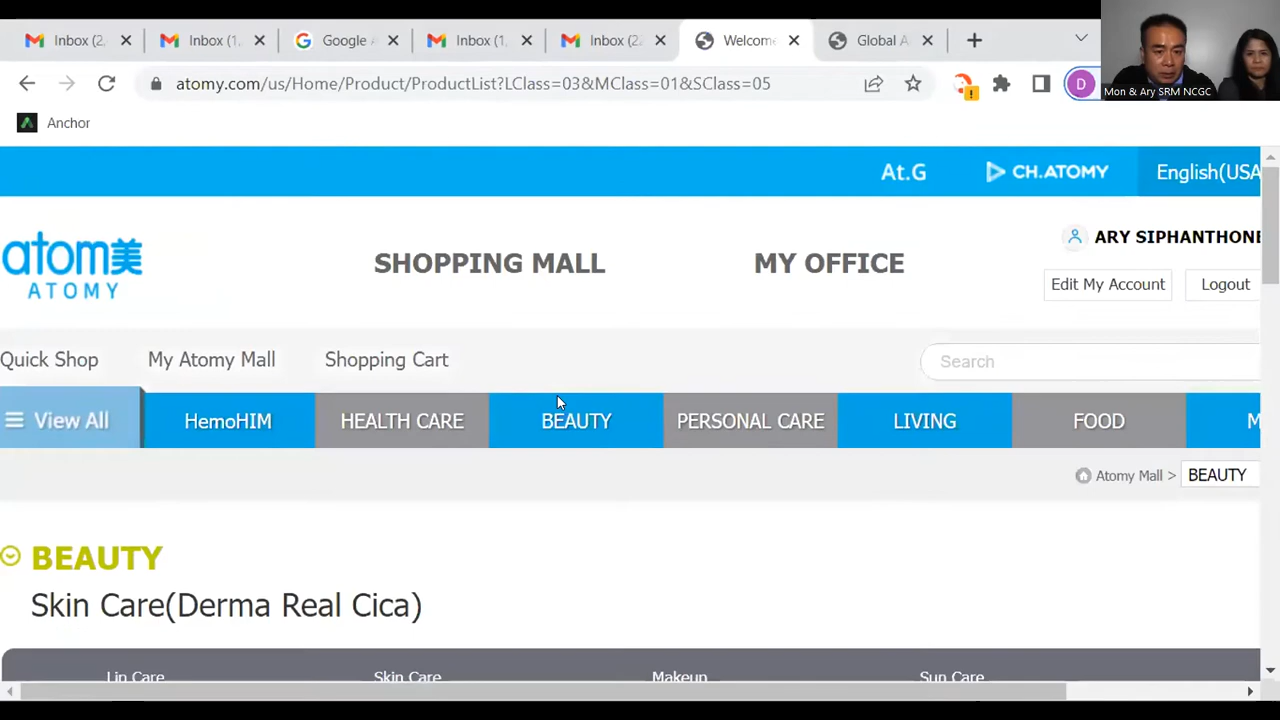 Inbox (2, Inbox (1, Google A Inbox (1, Inbox (2, Welcome Global A
atomy.com/us/Home/Product/ProductList?LClass=03&MClass=01&SClass=05
D
Mon & Ary SRM NCGC
Anchor
At.G CH.ATOMY English(USA
atom美
ATOMY
SHOPPING MALL MY OFFICE
ARY SIPHANTHONE
Edit My Account Logout
Quick Shop My Atomy Mall Shopping Cart Search
View All HemoHIM HEALTH CARE BEAUTY PERSONAL CARE LIVING FOOD M
Atomy Mall > BEAUTY
BEAUTY
Skin Care(Derma Real Cica)
Lip Care Skin Care Makeup Sun Care